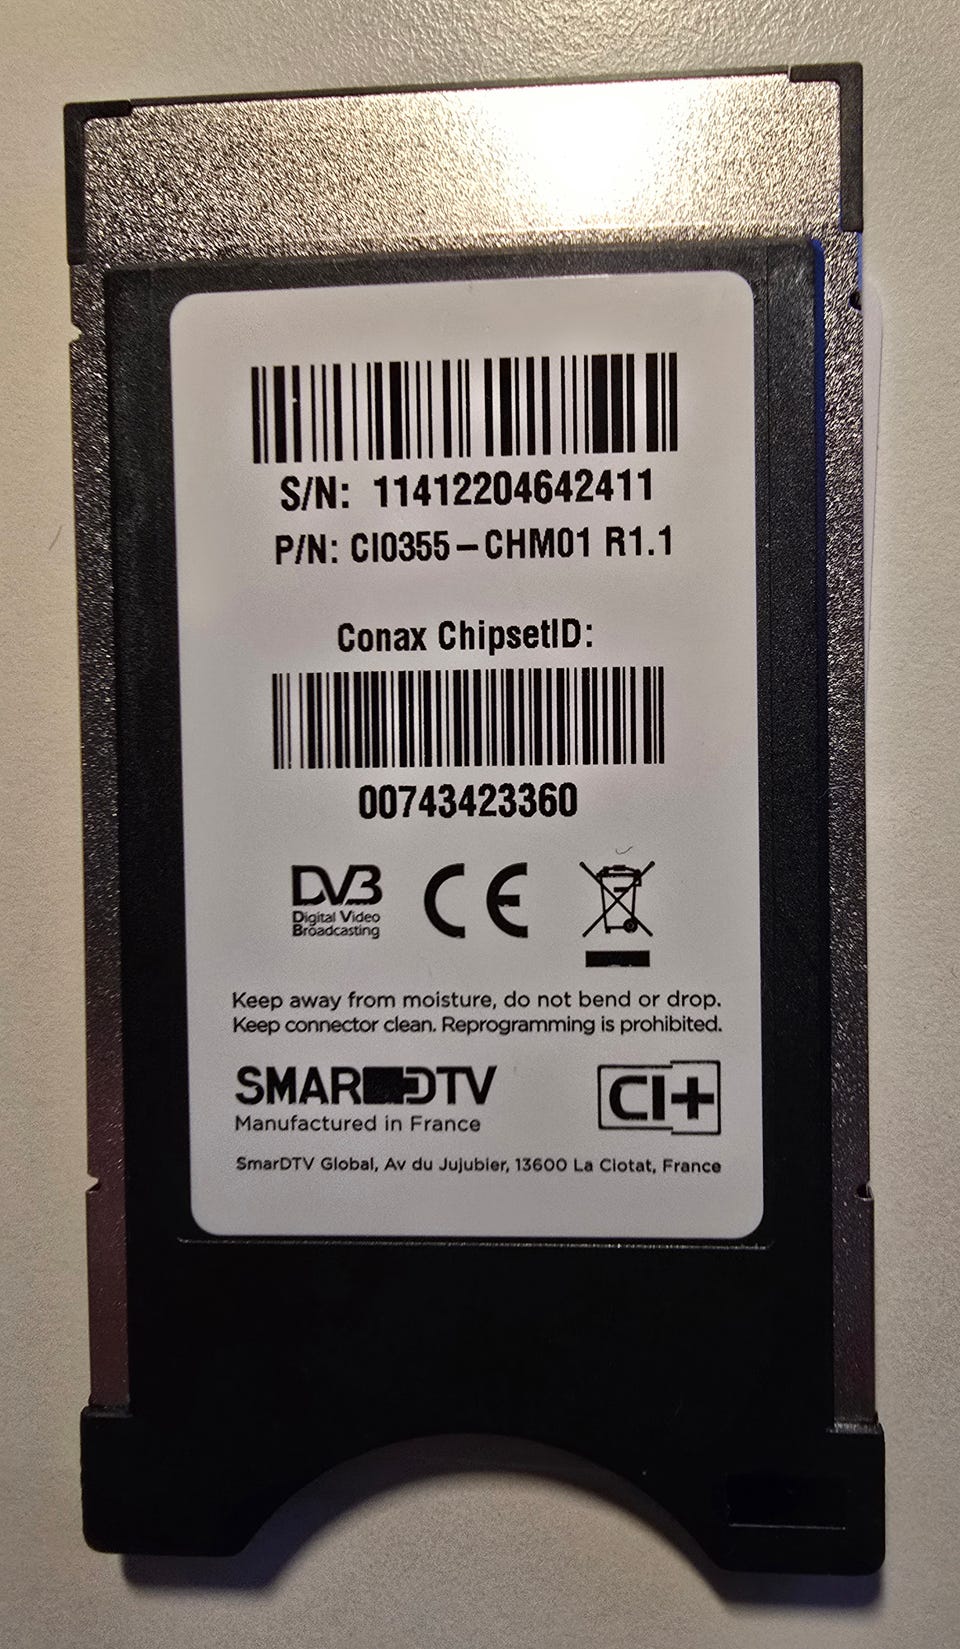 S/N: 11412204642411
P/N: CI0355-CHM01 R1.1
Conax ChipsetID:
00743423360
DVB
Digital Video
Broadcasting
CE
Keep away from moisture, do not bend or drop.
Keep connector clean. Reprogramming is prohibited.
SMARDTV
CI+
Manufactured in France
SmarDTV Global, Av du Jujubier, 13600 La Ciotat, France